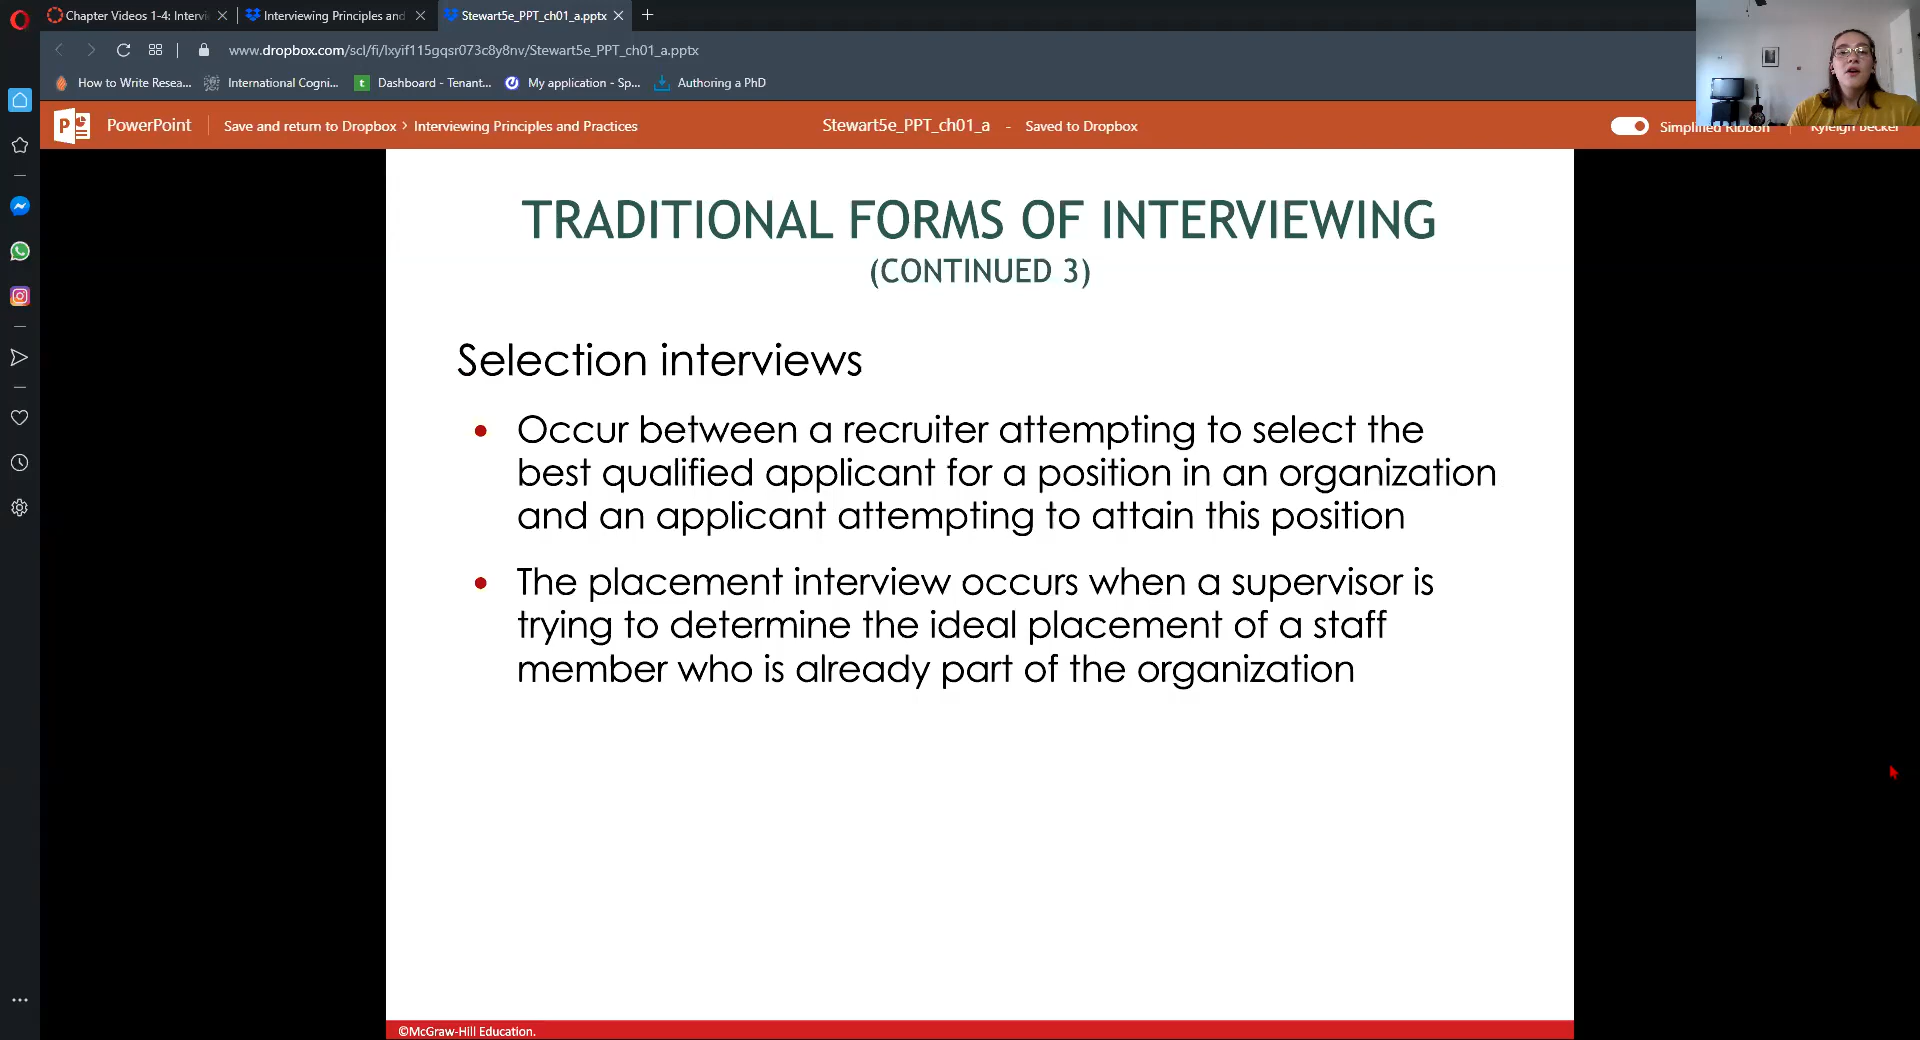 Chapter Videos 1-4: Intervi
Interviewing Principles and
Stewart5e_PPT_ch01_a.pptx
www.dropbox.com/scl/fi/lxyif115gqsr073c8y8nv/Stewart5e_PPT_ch01_a.pptx
How to Write Resea...
International Cogni...
t
Dashboard - Tenant...
My application - Sp...
Authoring a PhD
P
PowerPoint
Save and return to Dropbox > Interviewing Principles and Practices
Stewart5e_PPT_ch01_a - Saved to Dropbox
Simplified Ribbon
Kyleigh Becker
TRADITIONAL FORMS OF INTERVIEWING
(CONTINUED 3)
Selection interviews
• Occur between a recruiter attempting to select the
best qualified applicant for a position in an organization
and an applicant attempting to attain this position
• The placement interview occurs when a supervisor is
trying to determine the ideal placement of a staff
member who is already part of the organization
©McGraw-Hill Education.